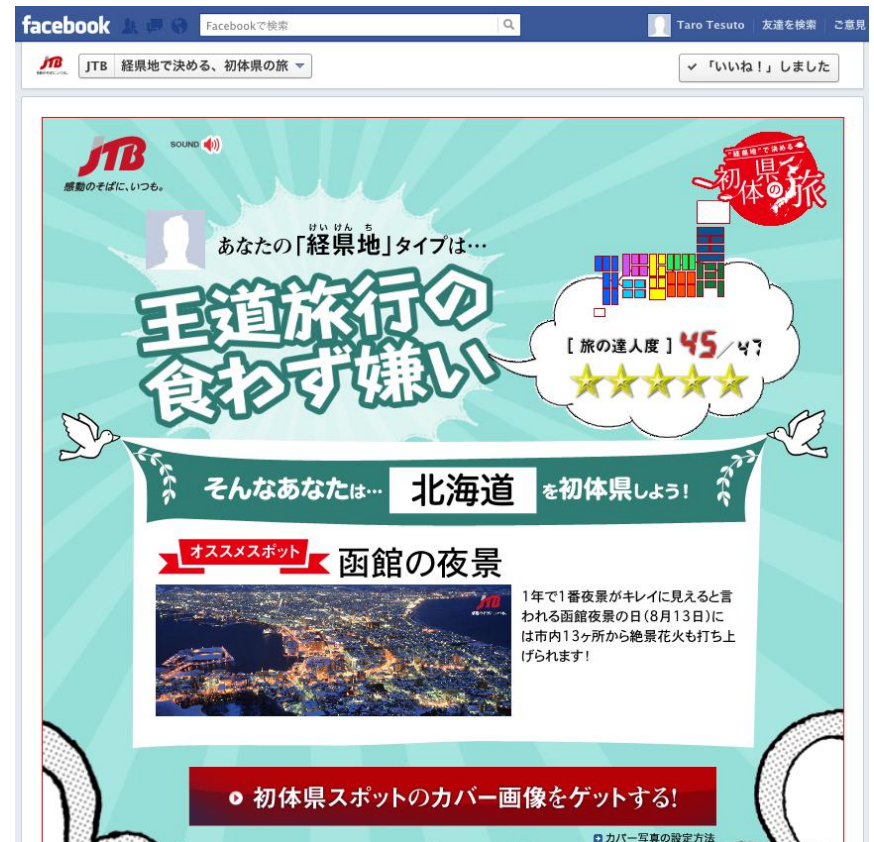 facebook
Facebookで検索
Taro Tesuto 友達を検索 ご意見
JTB
JTB 経県地で決める、初体県の旅
✓ 「いいね!」しました
JTB
感動のそばに、いつも。
SOUND
"経県地"で決める
初体県の旅
けいけんち
あなたの「経県地」タイプは…
王道旅行の
食わず嫌い
[ 旅の達人度 ] 45/47
そんなあなたは… 北海道 を初体県しよう!
オススメスポット 函館の夜景
JTB
1年で1番夜景がキレイに見えると言
われる函館夜景の日(8月13日)に
は市内13ヶ所から絶景花火も打ち上
げられます!
初体県スポットのカバー画像をゲットする!
カバー写真の設定方法